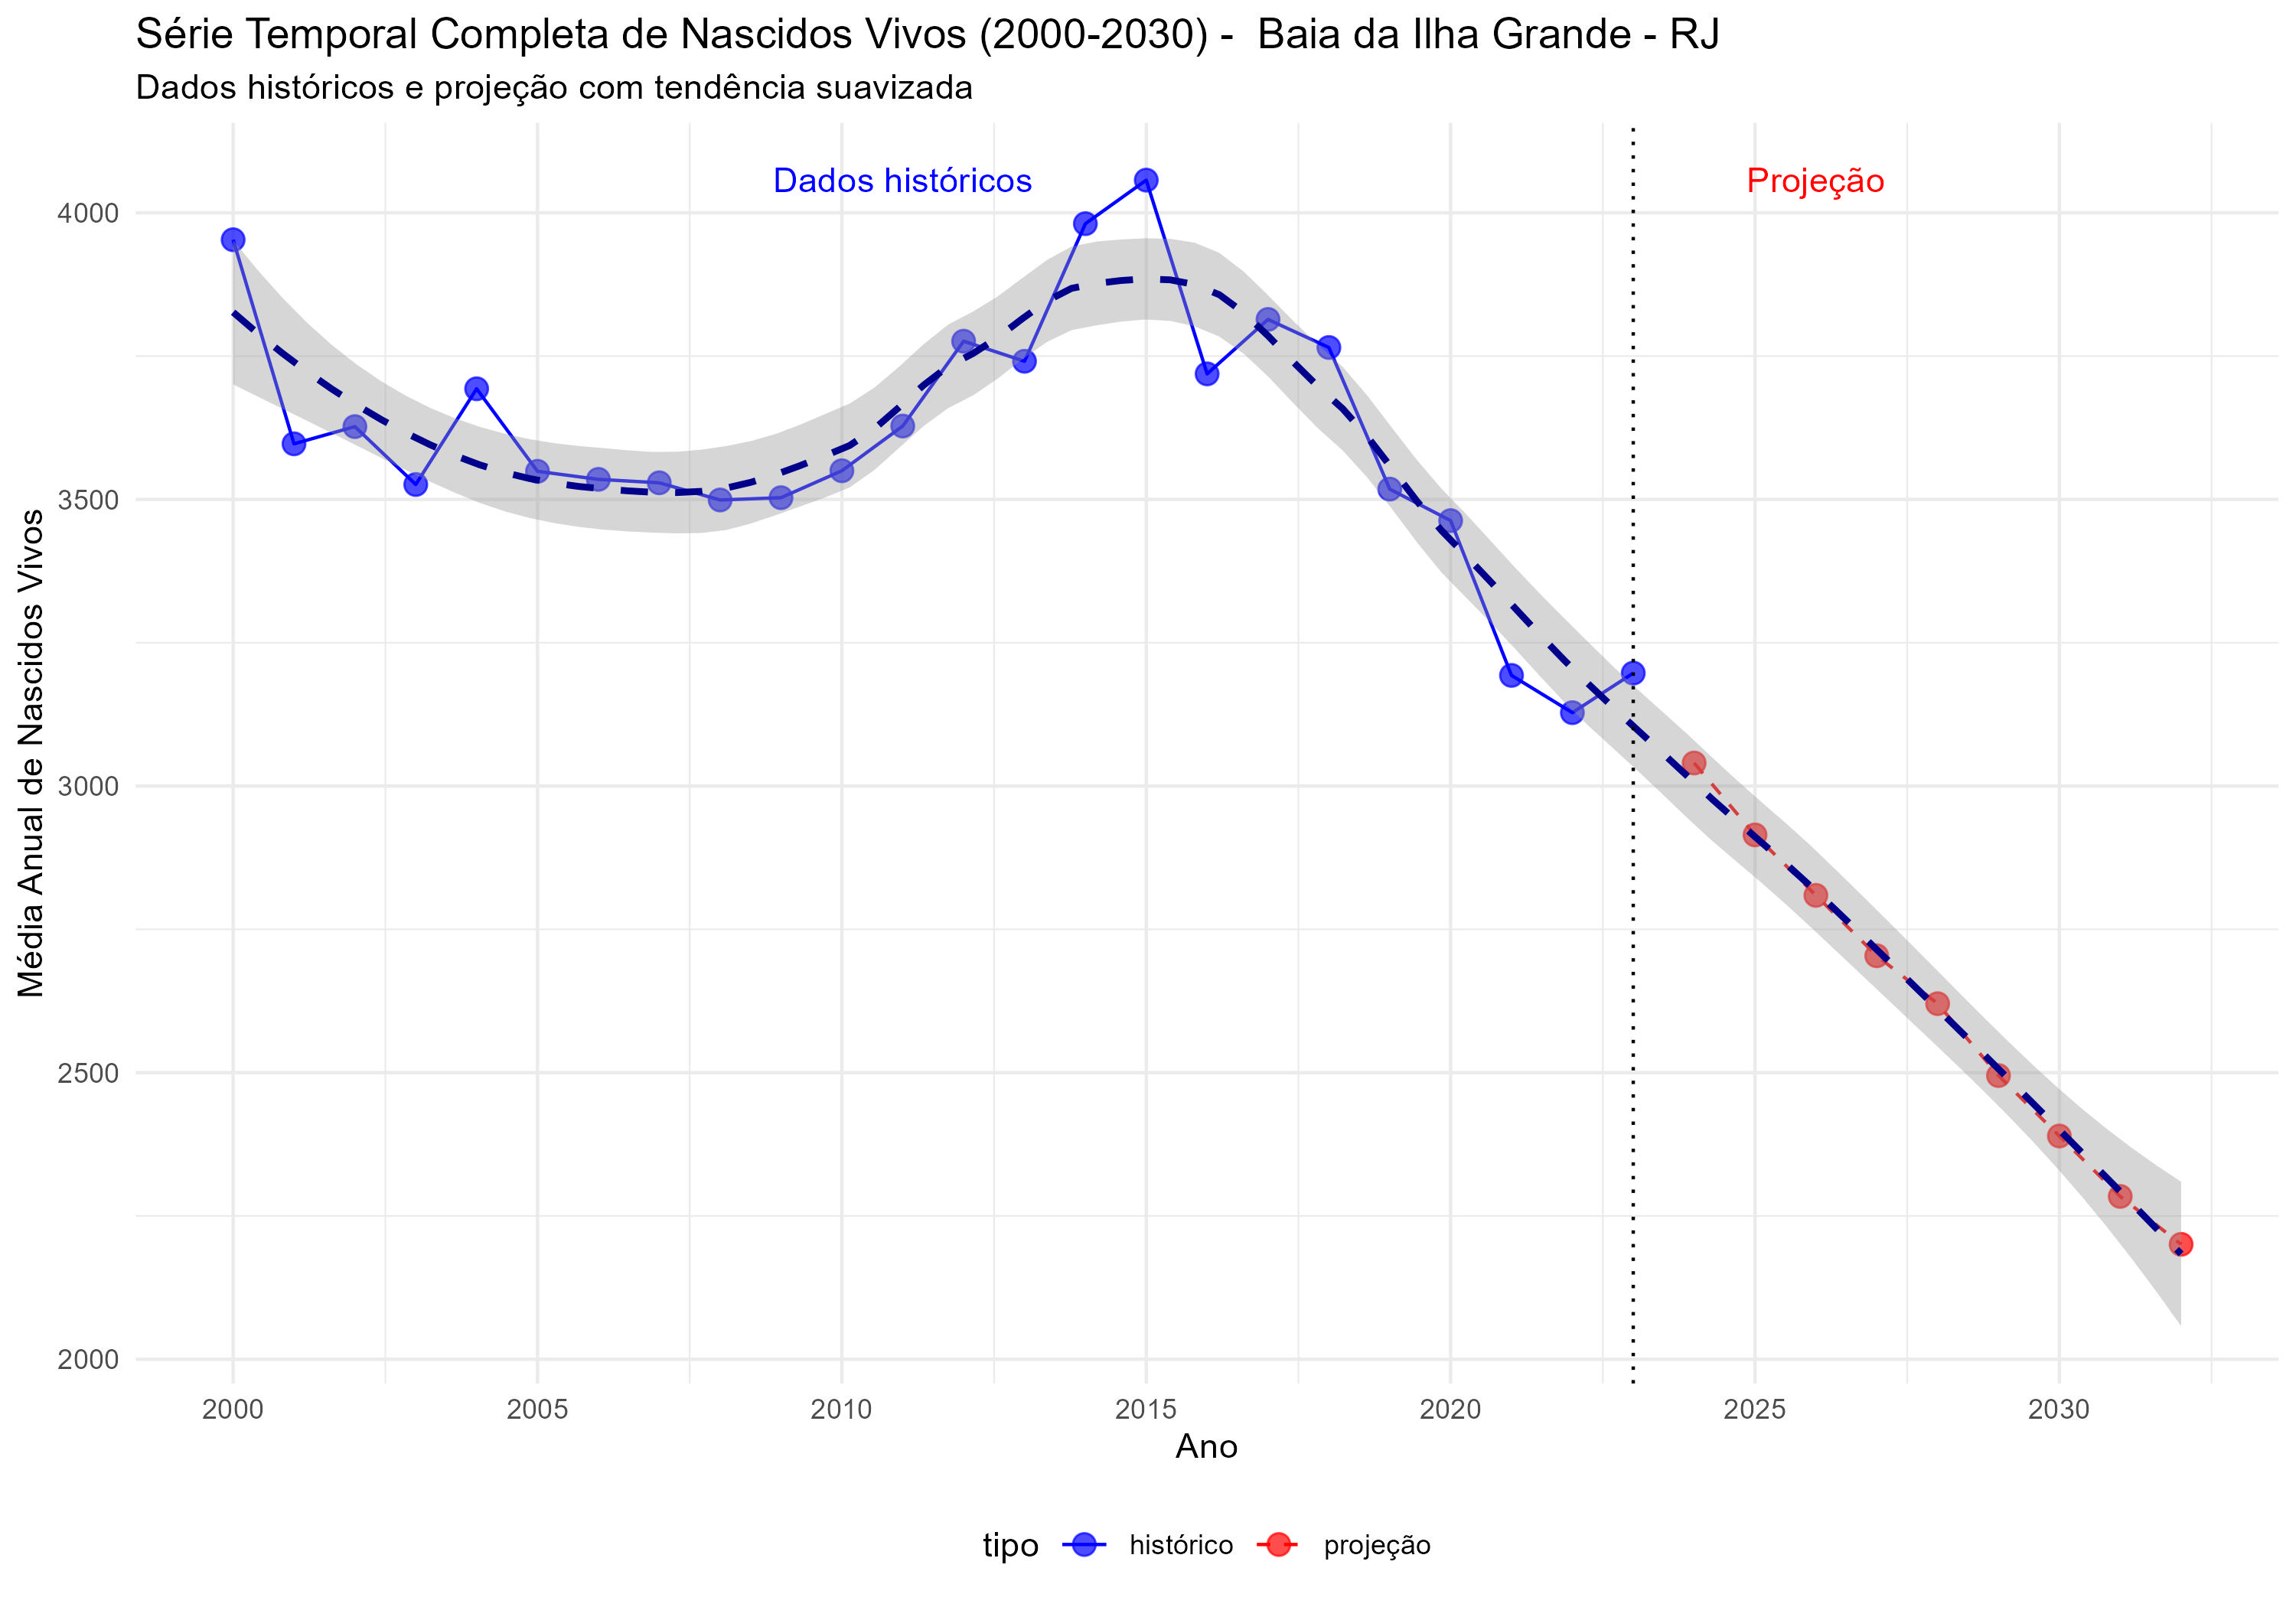 Série Temporal Completa de Nascidos Vivos (2000-2030) -  Baia da Ilha Grande - RJ
Dados históricos e projeção com tendência suavizada
Dados históricos
Projeção
Média Anual de Nascidos Vivos
4000
3500
3000
2500
2000
2000
2005
2010
2015
2020
2025
2030
Ano
tipo
histórico
projeção